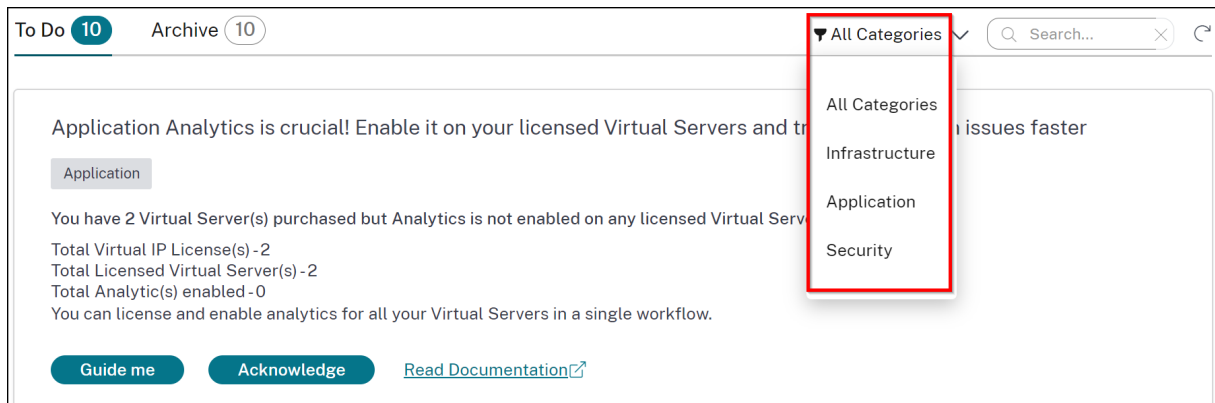 To Do 10 Archive 10 All Categories Search...
All Categories
Infrastructure
Application
Security
Application Analytics is crucial! Enable it on your licensed Virtual Servers and issues faster
Application
You have 2 Virtual Server(s) purchased but Analytics is not enabled on any licensed Virtual
Total Virtual IP License(s) - 2
Total Licensed Virtual Server(s) - 2
Total Analytic(s) enabled - 0
You can license and enable analytics for all your Virtual Servers in a single workflow.
Guide me Acknowledge Read Documentation